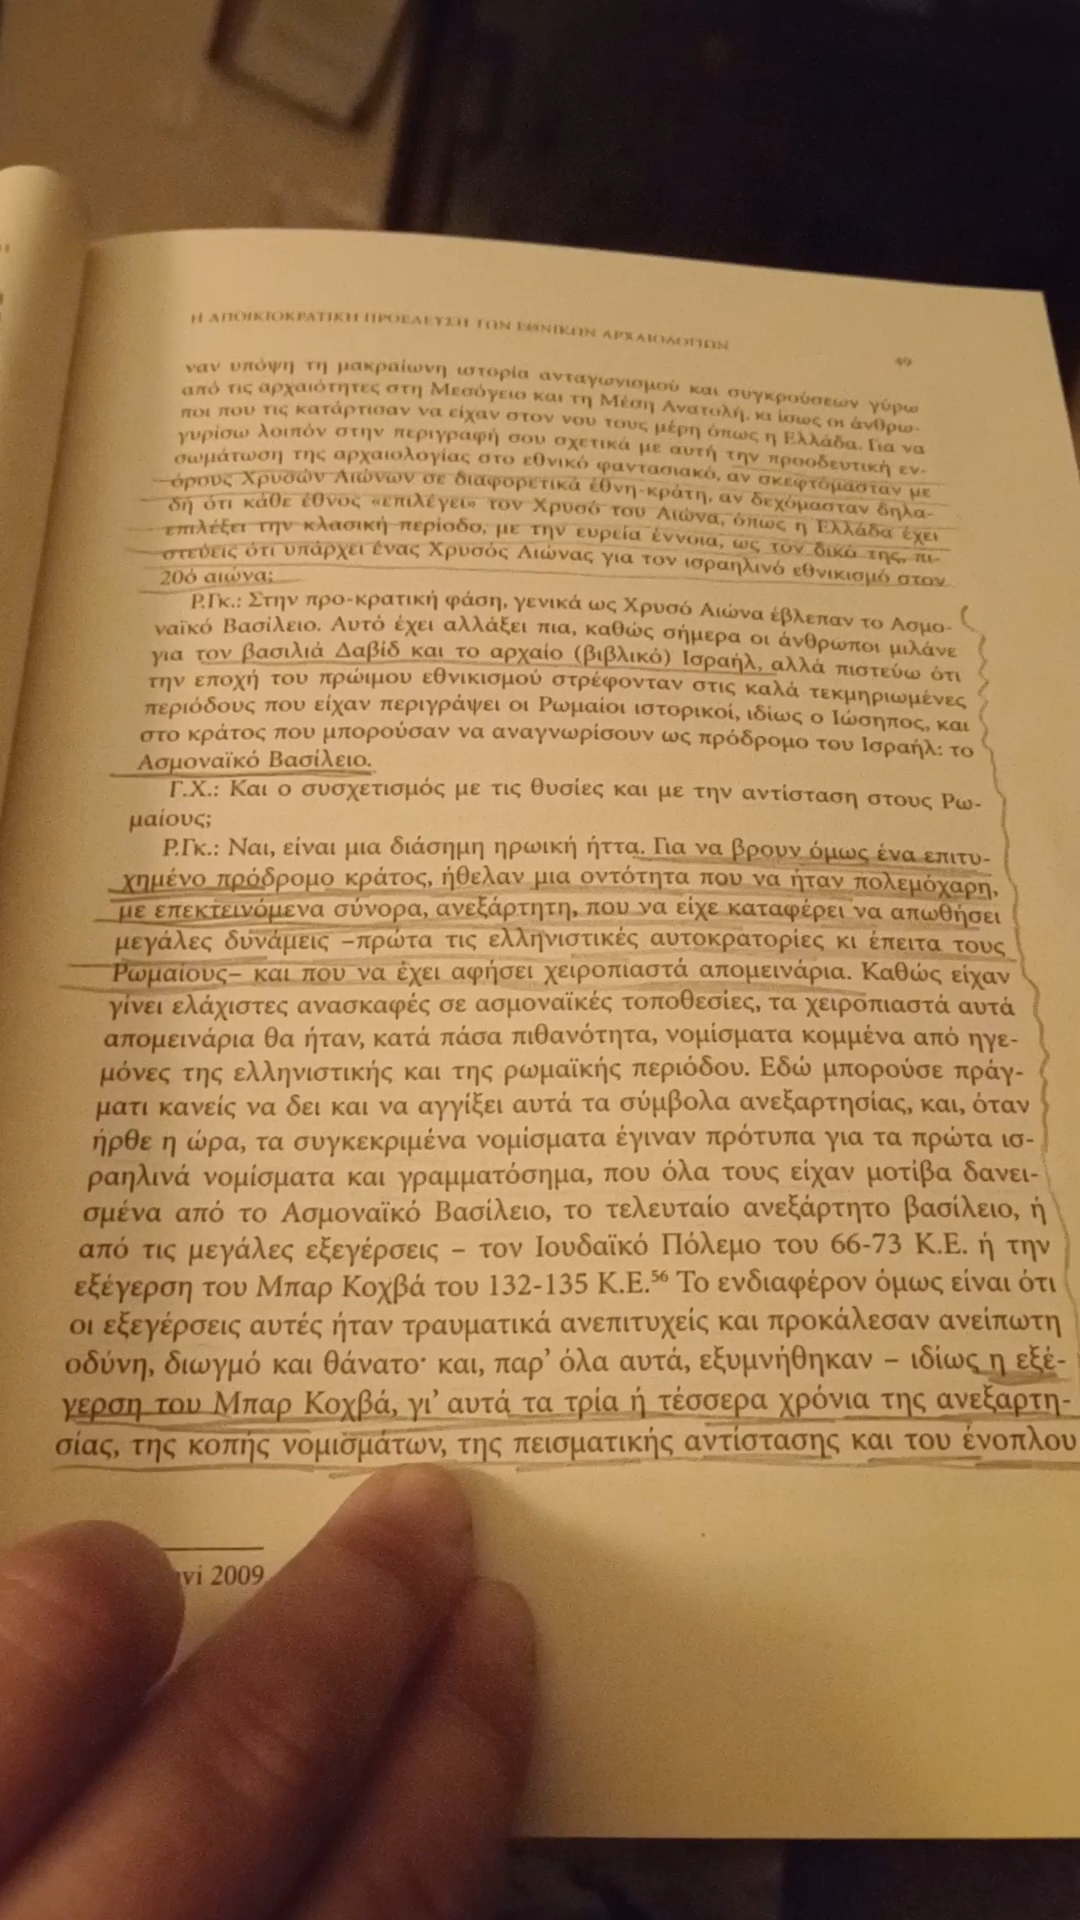 Η ΑΠΟΙΚΙΟΚΡΑΤΙΚΗ ΠΡΟΕΛΕΥΣΗ ΤΩΝ ΕΘΝΙΚΩΝ ΑΡΧΑΙΟΛΟΓΙΩΝ
49
ναν υπόψη τη μακραίωνη ιστορία ανταγωνισμού και συγκρούσεων γύρω
από τις αρχαιότητες στη Μεσόγειο και τη Μέση Ανατολή, κι ίσως οι άνθρω-
ποι που τις κατάρτισαν να είχαν στον νου τους μέρη όπως η Ελλάδα. Για να
γυρίσω λοιπόν στην περιγραφή σου σχετικά με αυτή την προοδευτική εν-
σωμάτωση της αρχαιολογίας στο εθνικό φαντασιακό, αν σκεφτόμασταν με
όρους Χρυσών Αιώνων σε διαφορετικά έθνη-κράτη, αν δεχόμασταν δηλα-
δή ότι κάθε έθνος «επιλέγει» τον Χρυσό του Αιώνα, όπως η Ελλάδα έχει
επιλέξει την κλασική περίοδο, με την ευρεία έννοια, ως τον δικό της, πι-
στεύεις ότι υπάρχει ένας Χρυσός Αιώνας για τον ισραηλινό εθνικισμό στον
20ό αιώνα;
Ρ.Γκ.: Στην προ-κρατική φάση, γενικά ως Χρυσό Αιώνα έβλεπαν το Ασμο-
ναϊκό Βασίλειο. Αυτό έχει αλλάξει πια, καθώς σήμερα οι άνθρωποι μιλάνε
για τον βασιλιά Δαβίδ και το αρχαίο (βιβλικό) Ισραήλ, αλλά πιστεύω ότι
την εποχή του πρώιμου εθνικισμού στρέφονταν στις καλά τεκμηριωμένες
περιόδους που είχαν περιγράψει οι Ρωμαίοι ιστορικοί, ιδίως ο Ιώσηπος, και
στο κράτος που μπορούσαν να αναγνωρίσουν ως πρόδρομο του Ισραήλ: το
Ασμοναϊκό Βασίλειο.
Γ.Χ.: Και ο συσχετισμός με τις θυσίες και με την αντίσταση στους Ρω-
μαίους;
Ρ.Γκ.: Ναι, είναι μια διάσημη ηρωική ήττα. Για να βρουν όμως ένα επιτυ-
χημένο πρόδρομο κράτος, ήθελαν μια οντότητα που να ήταν πολεμόχαρη,
με επεκτεινόμενα σύνορα, ανεξάρτητη, που να είχε καταφέρει να απωθήσει
μεγάλες δυνάμεις –πρώτα τις ελληνιστικές αυτοκρατορίες κι έπειτα τους
Ρωμαίους– και που να έχει αφήσει χειροπιαστά απομεινάρια. Καθώς είχαν
γίνει ελάχιστες ανασκαφές σε ασμοναϊκές τοποθεσίες, τα χειροπιαστά αυτά
απομεινάρια θα ήταν, κατά πάσα πιθανότητα, νομίσματα κομμένα από ηγε-
μόνες της ελληνιστικής και της ρωμαϊκής περιόδου. Εδώ μπορούσε πράγ-
ματι κανείς να δει και να αγγίξει αυτά τα σύμβολα ανεξαρτησίας, και, όταν
ήρθε η ώρα, τα συγκεκριμένα νομίσματα έγιναν πρότυπα για τα πρώτα ισ-
ραηλινά νομίσματα και γραμματόσημα, που όλα τους είχαν μοτίβα δανει-
σμένα από το Ασμοναϊκό Βασίλειο, το τελευταίο ανεξάρτητο βασίλειο, ή
από τις μεγάλες εξεγέρσεις – τον Ιουδαϊκό Πόλεμο του 66-73 Κ.Ε. ή την
εξέγερση του Μπαρ Κοχβά του 132-135 Κ.Ε.⁵⁶ Το ενδιαφέρον όμως είναι ότι
οι εξεγέρσεις αυτές ήταν τραυματικά ανεπιτυχείς και προκάλεσαν ανείπωτη
οδύνη, διωγμό και θάνατο· και, παρ’ όλα αυτά, εξυμνήθηκαν – ιδίως η εξέ-
γερση του Μπαρ Κοχβά, γι’ αυτά τα τρία ή τέσσερα χρόνια της ανεξαρτη-
σίας, της κοπής νομισμάτων, της πεισματικής αντίστασης και του ένοπλου
2009